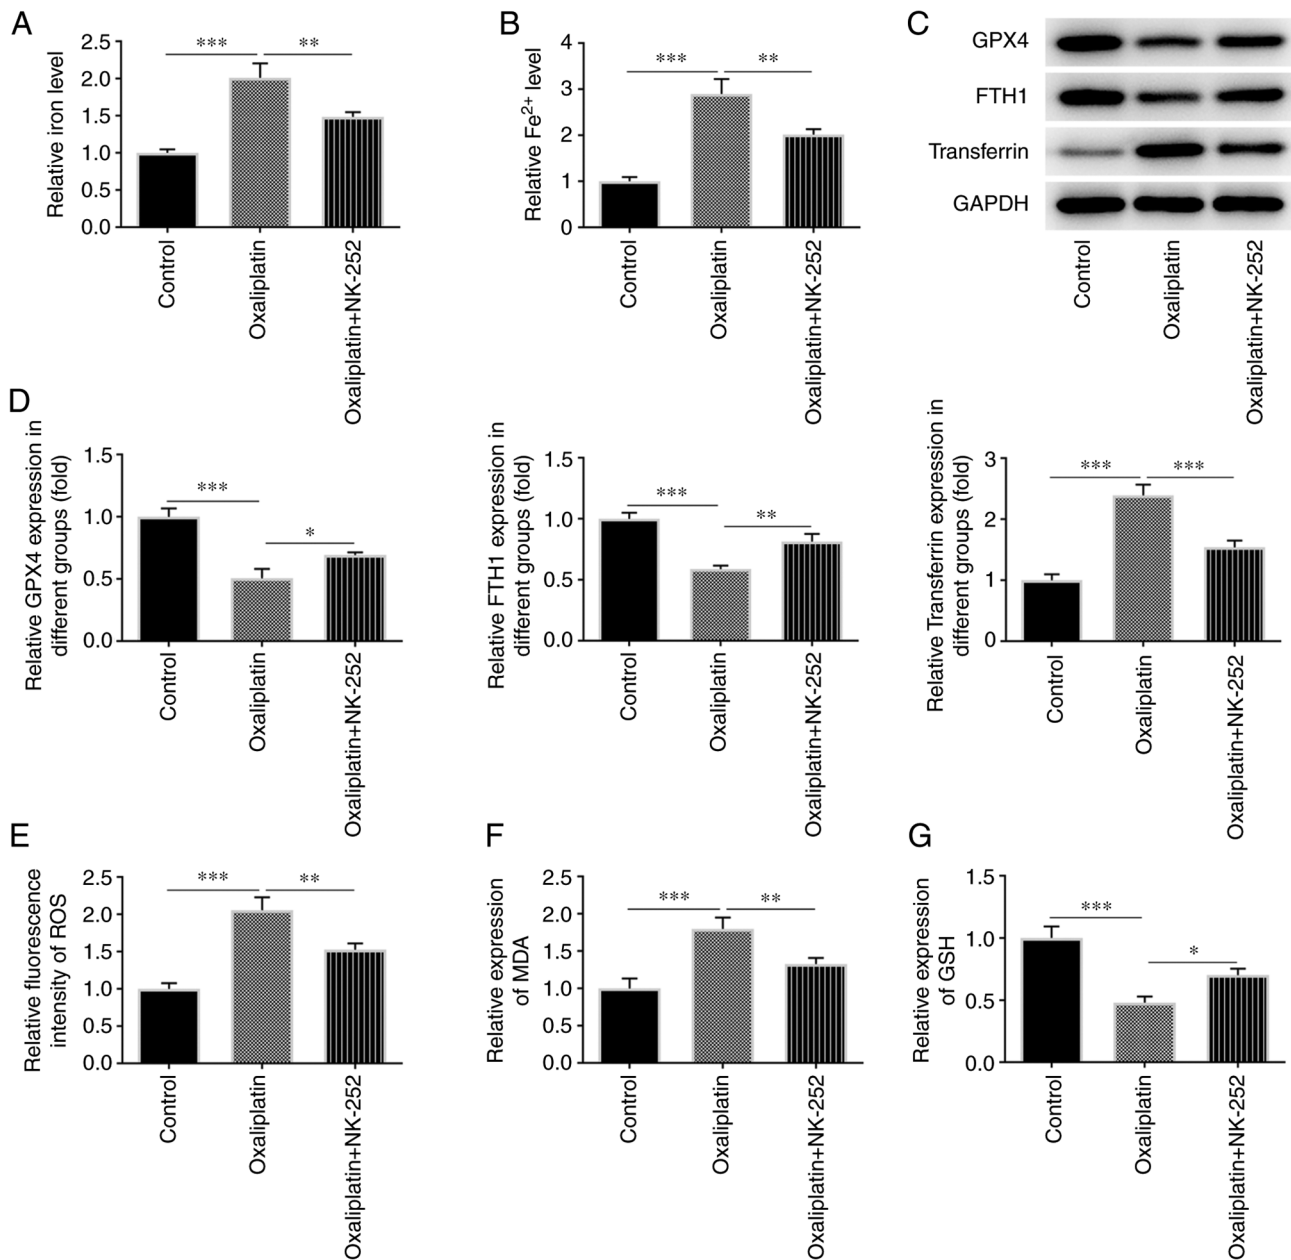 A
Relative iron level
2.5
2.0
1.5
1.0
0.5
0.0
***
**
Control
Oxaliplatin
Oxaliplatin+NK-252
B
Relative Fe²⁺ level
4
3
2
1
0
***
**
Control
Oxaliplatin
Oxaliplatin+NK-252
C
GPX4
FTH1
Transferrin
GAPDH
Control
Oxaliplatin
Oxaliplatin+NK-252
D
Relative GPX4 expression in
different groups (fold)
1.5
1.0
0.5
0.0
***
*
Control
Oxaliplatin
Oxaliplatin+NK-252
Relative FTH1 expression in
different groups (fold)
1.5
1.0
0.5
0.0
***
**
Control
Oxaliplatin
Oxaliplatin+NK-252
Relative Transferrin expression in
different groups (fold)
3
2
1
0
***
***
Control
Oxaliplatin
Oxaliplatin+NK-252
E
Relative fluorescence
intensity of ROS
2.5
2.0
1.5
1.0
0.5
0.0
***
**
Control
Oxaliplatin
Oxaliplatin+NK-252
F
Relative expression
of MDA
2.5
2.0
1.5
1.0
0.5
0.0
***
**
Control
Oxaliplatin
Oxaliplatin+NK-252
G
Relative expression
of GSH
1.5
1.0
0.5
0.0
***
*
Control
Oxaliplatin
Oxaliplatin+NK-252